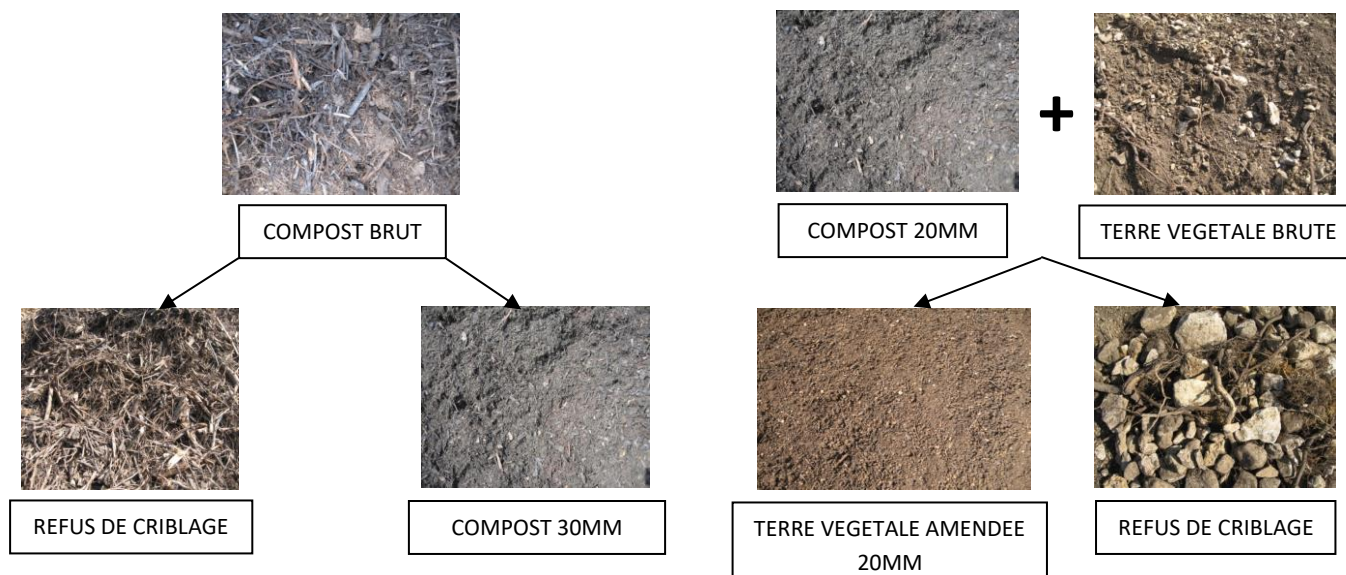 +
COMPOST BRUT
COMPOST 20MM
TERRE VEGETALE BRUTE
REFUS DE CRIBLAGE
COMPOST 30MM
TERRE VEGETALE AMENDEE
20MM
REFUS DE CRIBLAGE